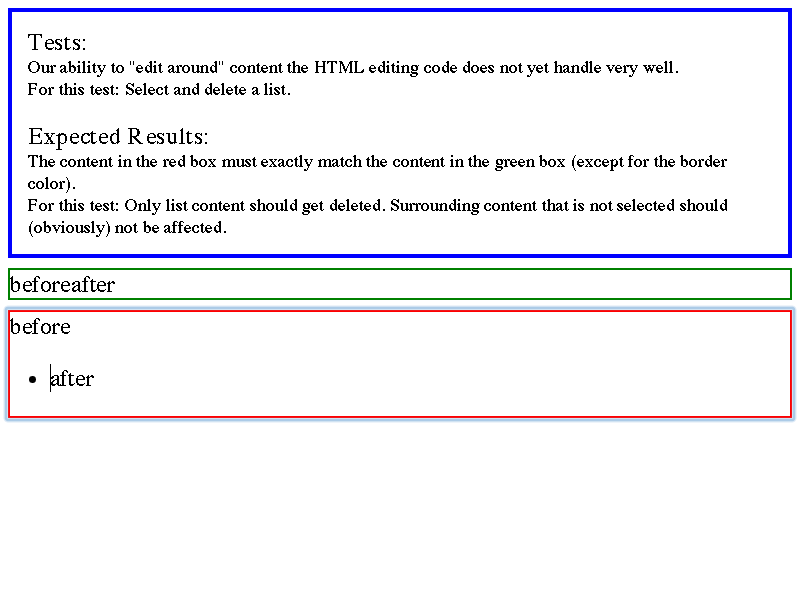 Tests:
Our ability to "edit around" content the HTML editing code does not yet handle very well.
For this test: Select and delete a list.
Expected Results:
The content in the red box must exactly match the content in the green box (except for the border
color).
For this test: Only list content should get deleted. Surrounding content that is not selected should
(obviously) not be affected.
beforeafter
before
• after